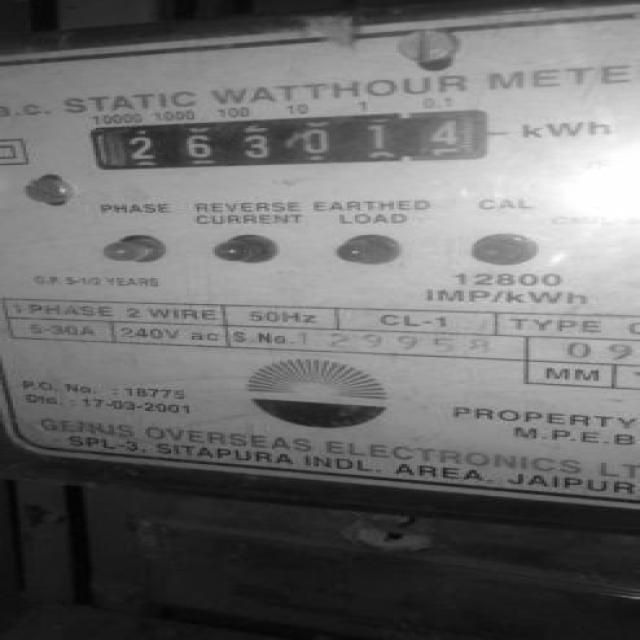 a.c. STATIC WATTHOUR METE
10000 1000 100 10 1 0.1
2 6 3 0 1 4 kWh
PHASE REVERSE CURRENT EARTHED LOAD CAL
G.P. 5-1/2 YEARS
12800
IMP/kWh
1 PHASE 2 WIRE 50Hz CL-1 TYPE
5-30A 240V ac S.No. 129958 09
MM
P.O. No. : 18775
Dtd. : 17-03-2001
PROPERTY
M.P.E.B
GENUS OVERSEAS ELECTRONICS LT
SPL-3, SITAPURA INDL. AREA, JAIPUR